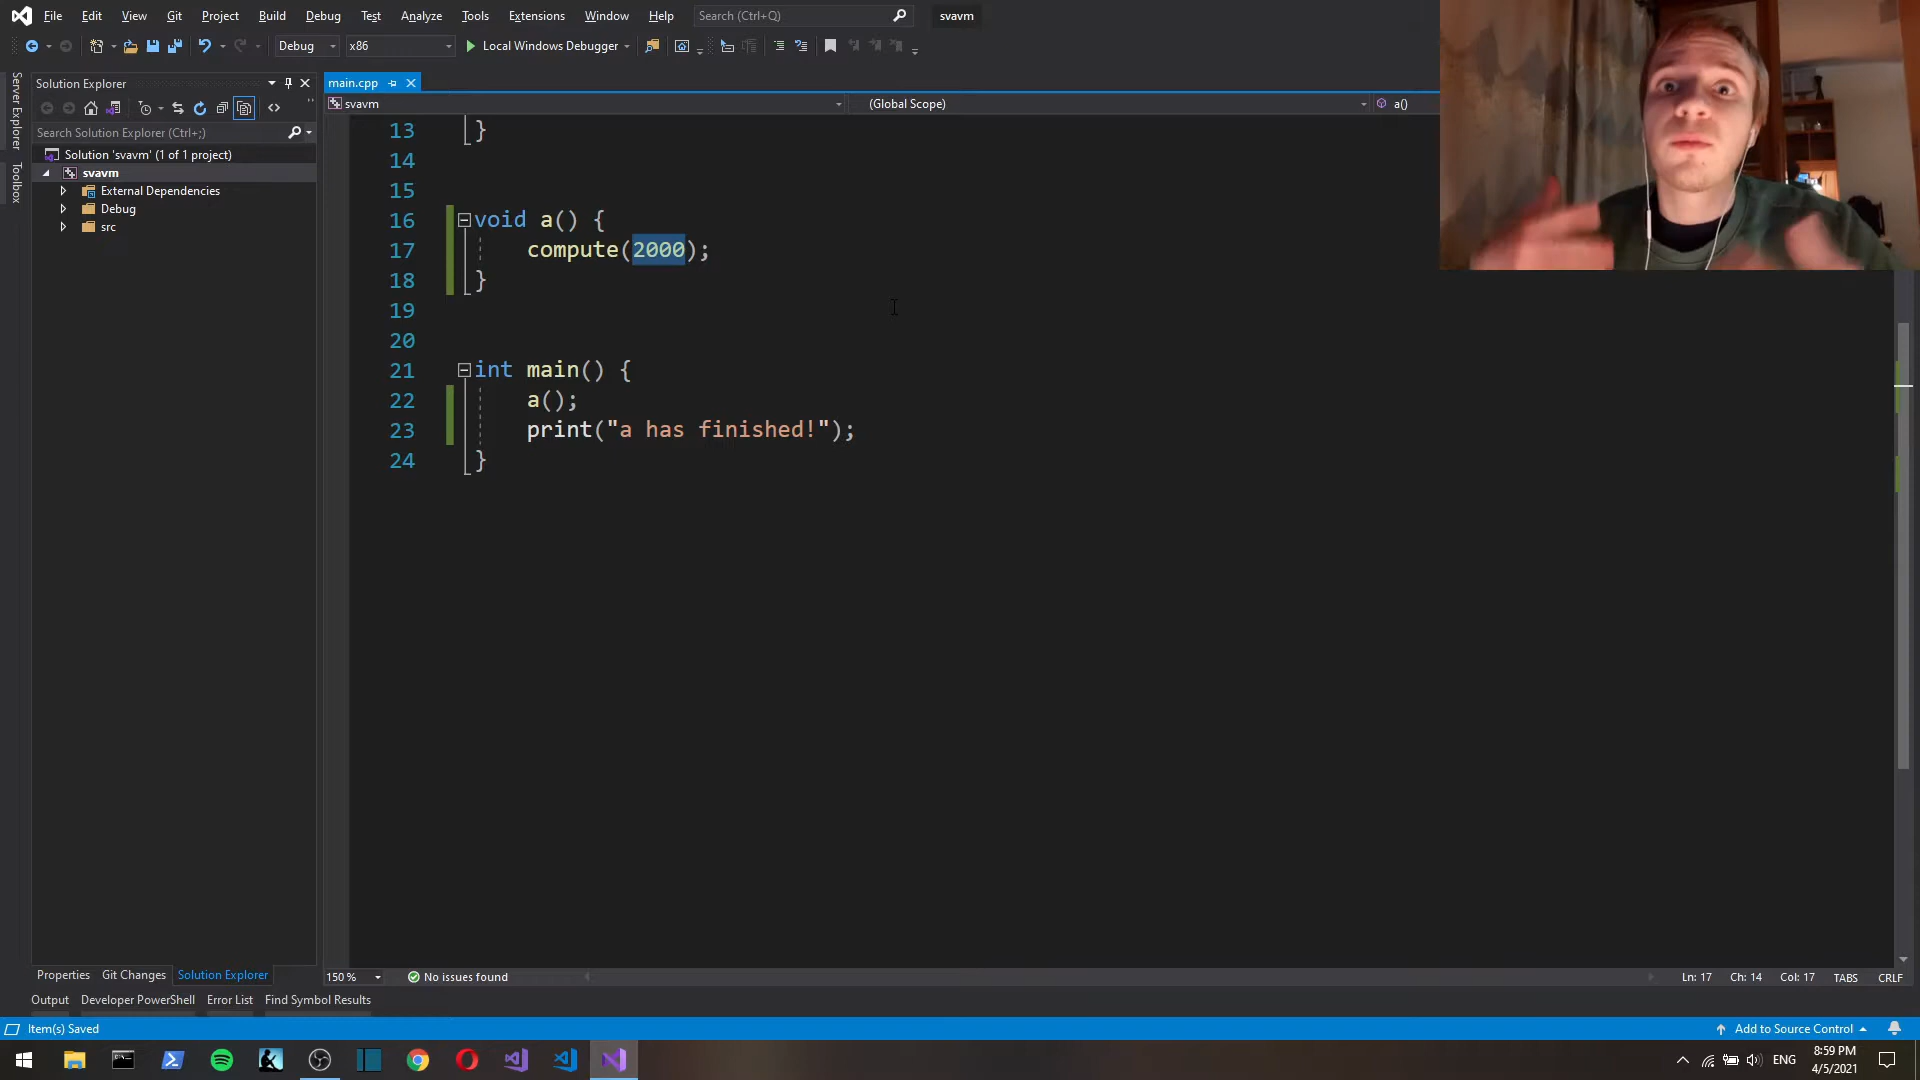 File Edit View Git Project Build Debug Test Analyze Tools Extensions Window Help Search (Ctrl+Q) svavm
Debug x86 Local Windows Debugger
Server Explorer
Toolbox
Solution Explorer
Search Solution Explorer (Ctrl+;)
Solution 'svavm' (1 of 1 project)
svavm
External Dependencies
Debug
src
main.cpp
svavm (Global Scope) a()
13 }
14
15
16 void a() {
17 compute(2000);
18 }
19
20
21 int main() {
22 a();
23 print("a has finished!");
24 }
Properties Git Changes Solution Explorer
150 % No issues found Ln: 17 Ch: 14 Col: 17 TABS CRLF
Output Developer PowerShell Error List Find Symbol Results
Item(s) Saved Add to Source Control
ENG 8:59 PM
4/5/2021